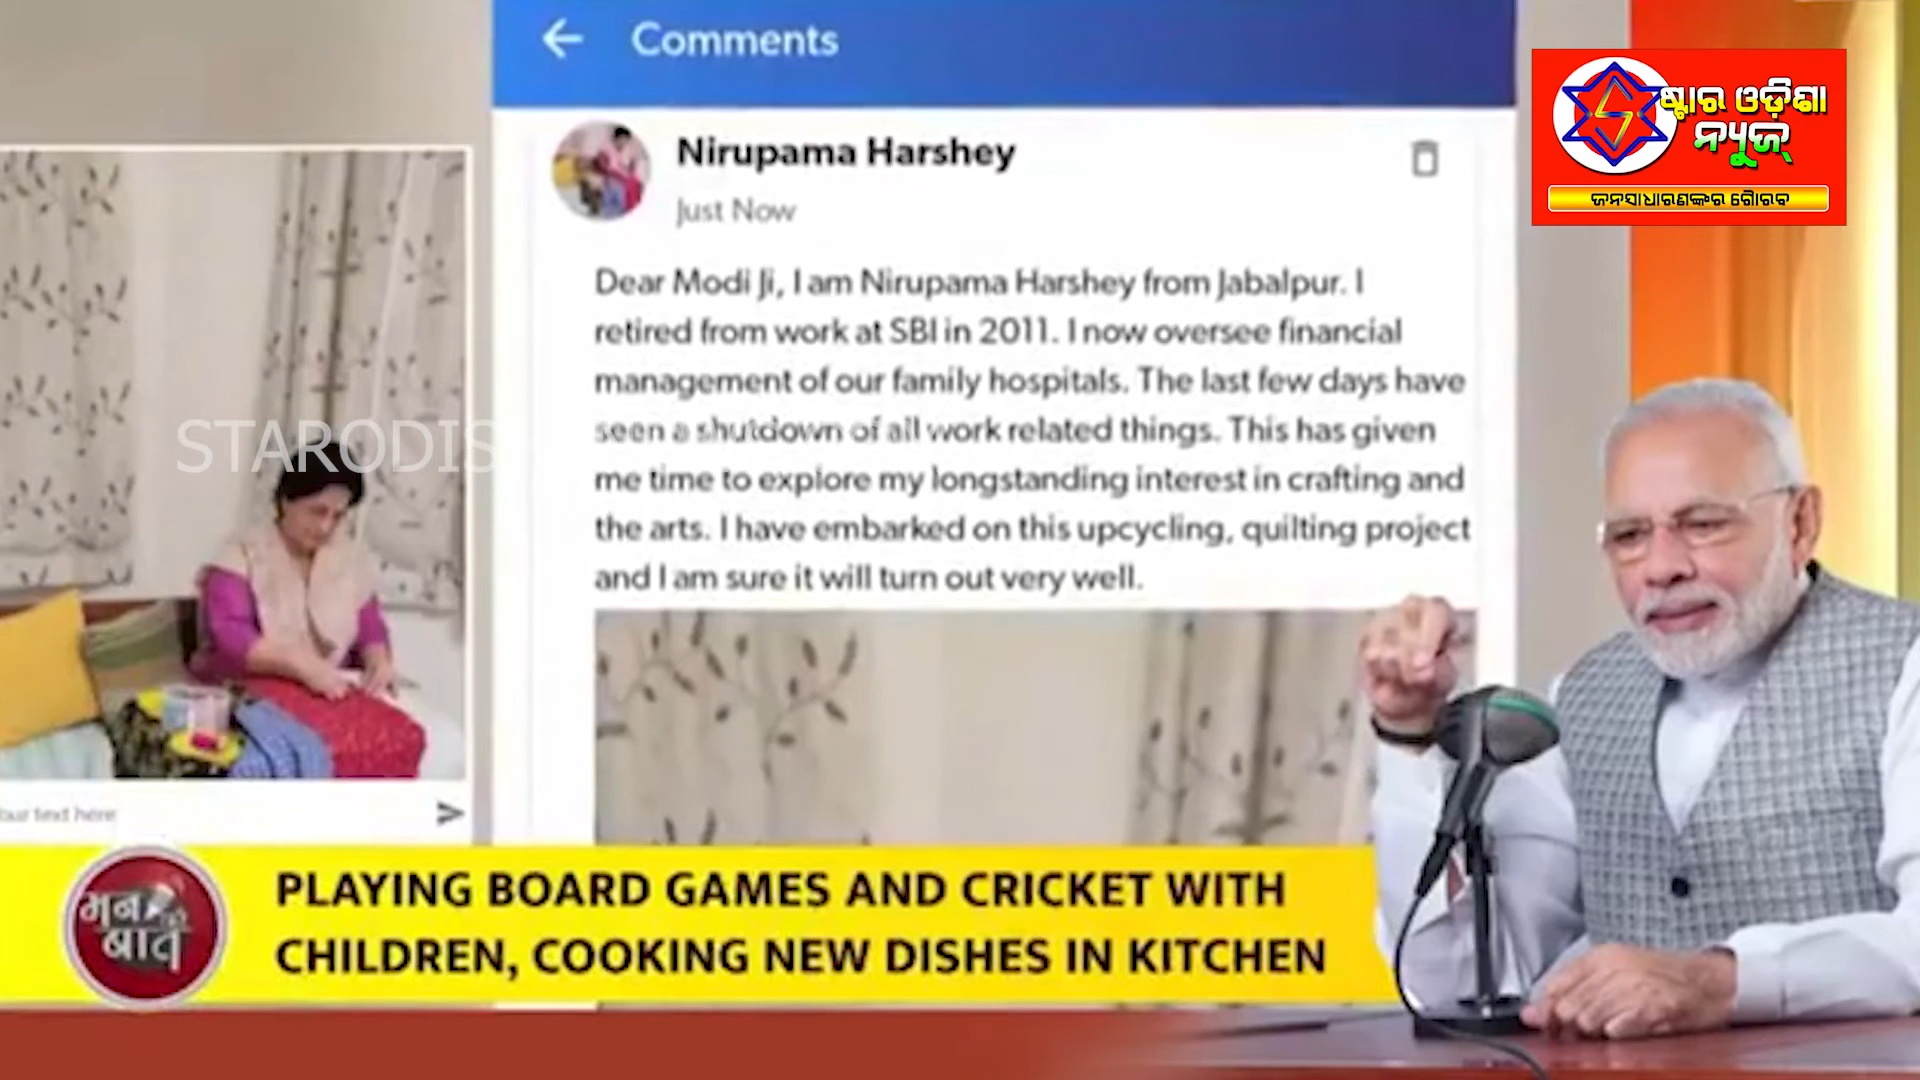 Comments
Nirupama Harshey
Just Now
Dear Modi Ji, I am Nirupama Harshey from Jabalpur. I
retired from work at SBI in 2011. I now oversee financial
management of our family hospitals. The last few days have
seen a shutdown of all work related things. This has given
me time to explore my longstanding interest in crafting and
the arts. I have embarked on this upcycling, quilting project
and I am sure it will turn out very well.
ଷ୍ଟାର ଓଡ଼ିଶା
ନ୍ୟୁଜ୍
ଜନସାଧାରଣଙ୍କର ଗୌରବ
STARODIS
our text here
मन की
बात
PLAYING BOARD GAMES AND CRICKET WITH
CHILDREN, COOKING NEW DISHES IN KITCHEN